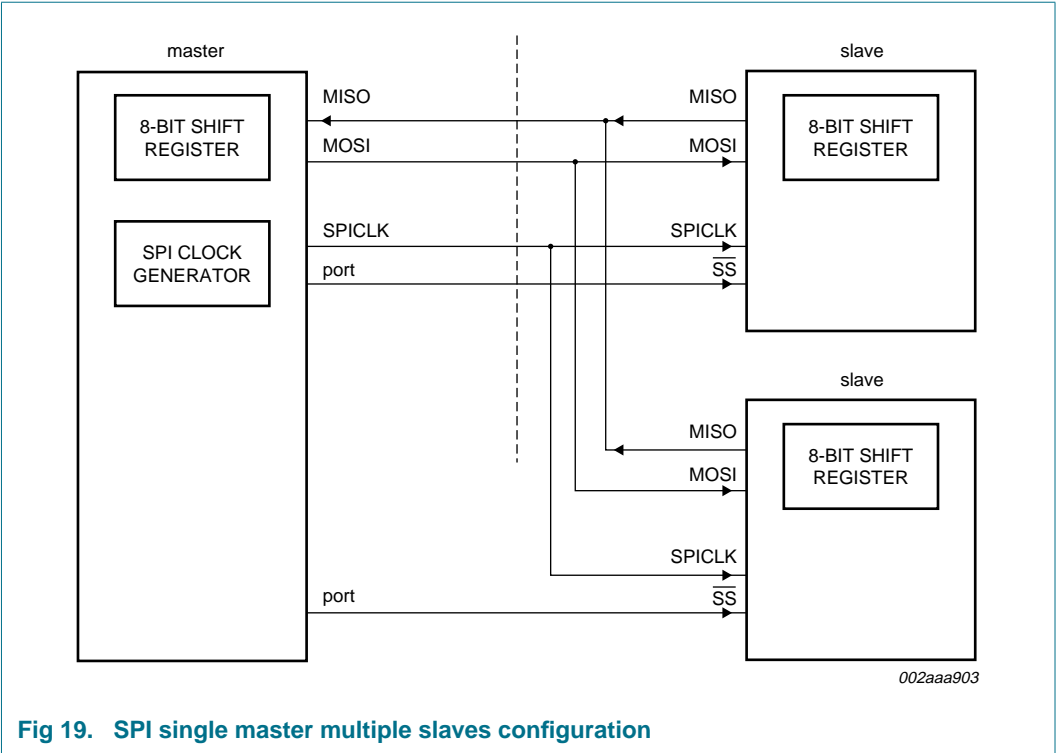 master
slave
MISO
MISO
8-BIT SHIFT
REGISTER
8-BIT SHIFT
REGISTER
MOSI
MOSI
SPICLK
SPICLK
SPI CLOCK
GENERATOR
port
S̅S̅
slave
MISO
8-BIT SHIFT
REGISTER
MOSI
SPICLK
port
S̅S̅
002aaa903
Fig 19. SPI single master multiple slaves configuration